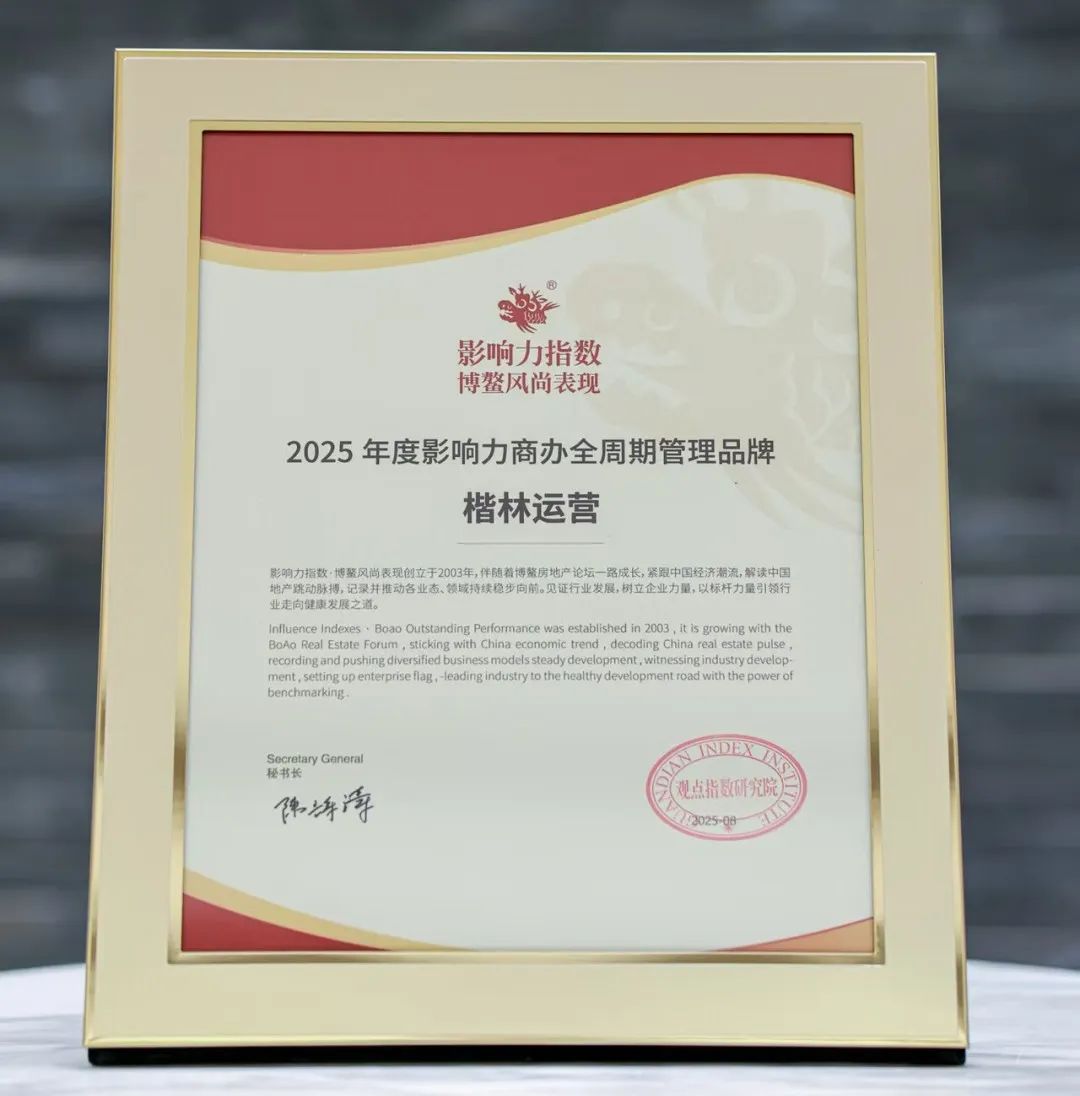 ®
影响力指数
博鳌风尚表现
2025 年度影响力商办全周期管理品牌
楷林运营
影响力指数·博鳌风尚表现创立于2003年，伴随着博鳌房地产论坛一路成长，紧跟中国经济潮流，解读中国
地产跳动脉搏，记录并推动各业态、领域持续稳步向前。见证行业发展，树立企业力量，以标杆力量引领行
业走向健康发展之道。
Influence Indexes · Boao Outstanding Performance was established in 2003 , it is growing with the
BoAo Real Estate Forum , sticking with China economic trend , decoding China real estate pulse ,
recording and pushing diversified business models steady development , witnessing industry develop-
ment , setting up enterprise flag , -leading industry to the healthy development road with the power of
benchmarking .
Secretary General
秘书长
GUANDIAN INDEX INSTITUTE
观点指数研究院
2025-08